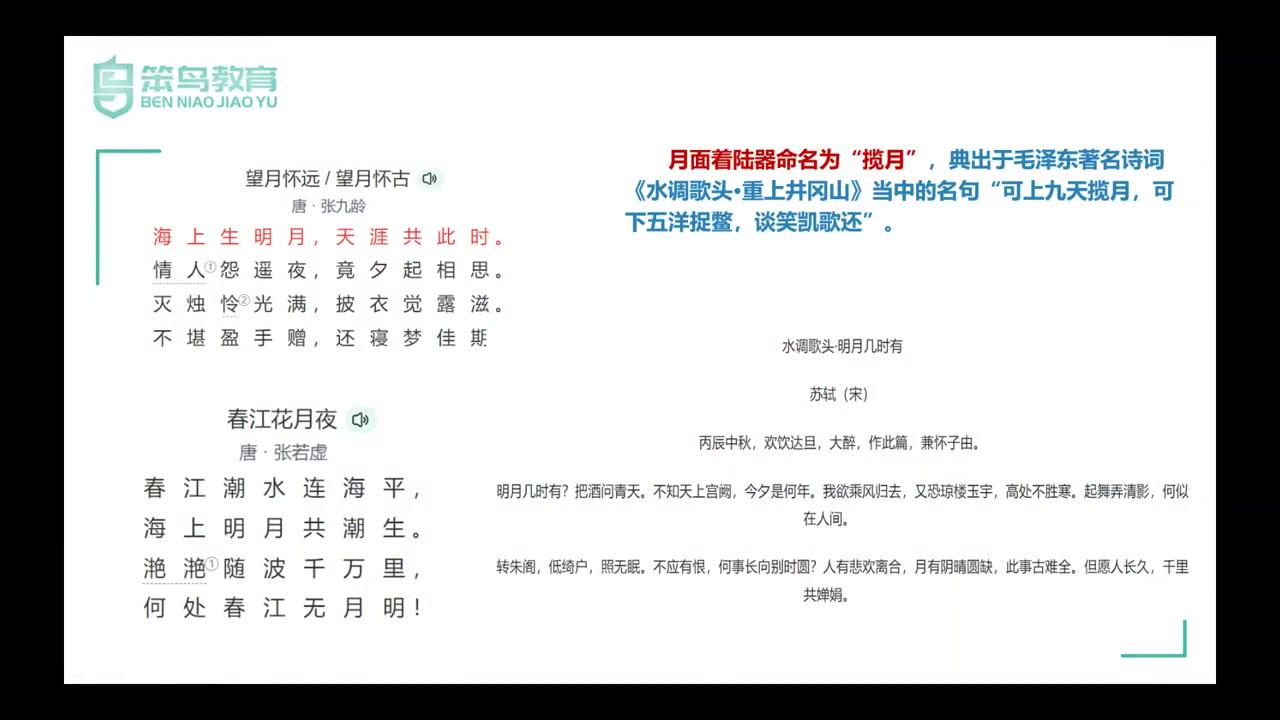 笨鸟教育
BEN NIAO JIAO YU
望月怀远 / 望月怀古
唐 · 张九龄
海上生明月，天涯共此时。
情人①怨遥夜，竟夕起相思。
灭烛怜②光满，披衣觉露滋。
不堪盈手赠，还寝梦佳期
春江花月夜
唐 · 张若虚
春江潮水连海平，
海上明月共潮生。
滟滟①随波千万里，
何处春江无月明！
月面着陆器命名为“揽月”，典出于毛泽东著名诗词
《水调歌头•重上井冈山》当中的名句“可上九天揽月，可
下五洋捉鳖，谈笑凯歌还”。
水调歌头·明月几时有
苏轼（宋）
丙辰中秋，欢饮达旦，大醉，作此篇，兼怀子由。
明月几时有？把酒问青天。不知天上宫阙，今夕是何年。我欲乘风归去，又恐琼楼玉宇，高处不胜寒。起舞弄清影，何似
在人间。
转朱阁，低绮户，照无眠。不应有恨，何事长向别时圆？人有悲欢离合，月有阴晴圆缺，此事古难全。但愿人长久，千里
共婵娟。